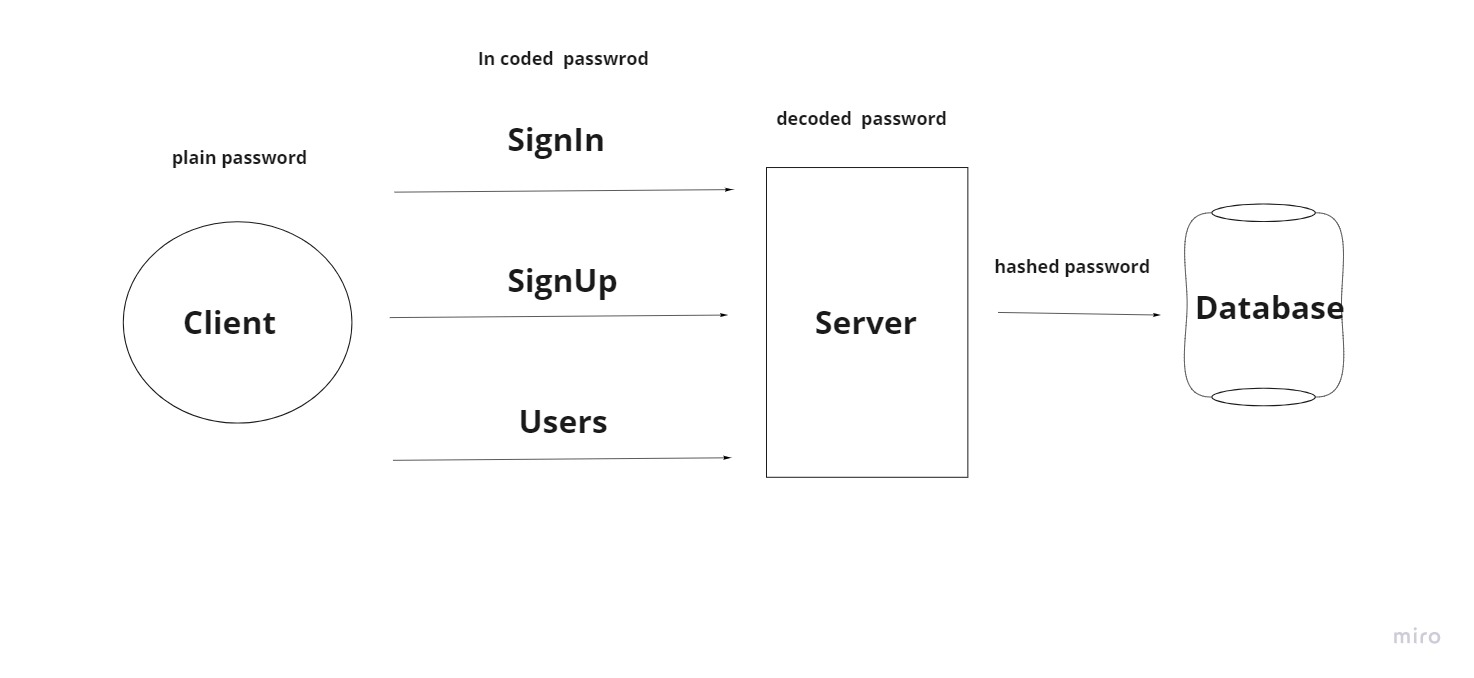 In coded  passwrod
decoded  password
SignIn
plain password
SignUp
hashed password
Client
Server
Database
Users
miro